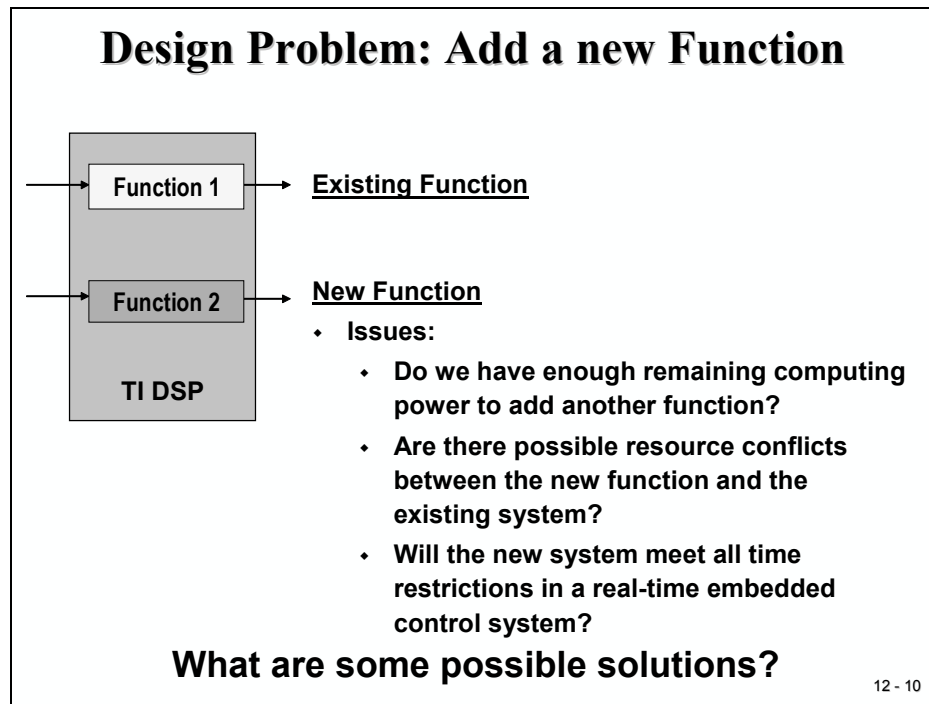 Design Problem: Add a new Function
Function 1
Existing Function
Function 2
New Function
Issues:
Do we have enough remaining computing
power to add another function?
TI DSP
Are there possible resource conflicts
between the new function and the
existing system?
Will the new system meet all time
restrictions in a real-time embedded
control system?
What are some possible solutions?
12 - 10